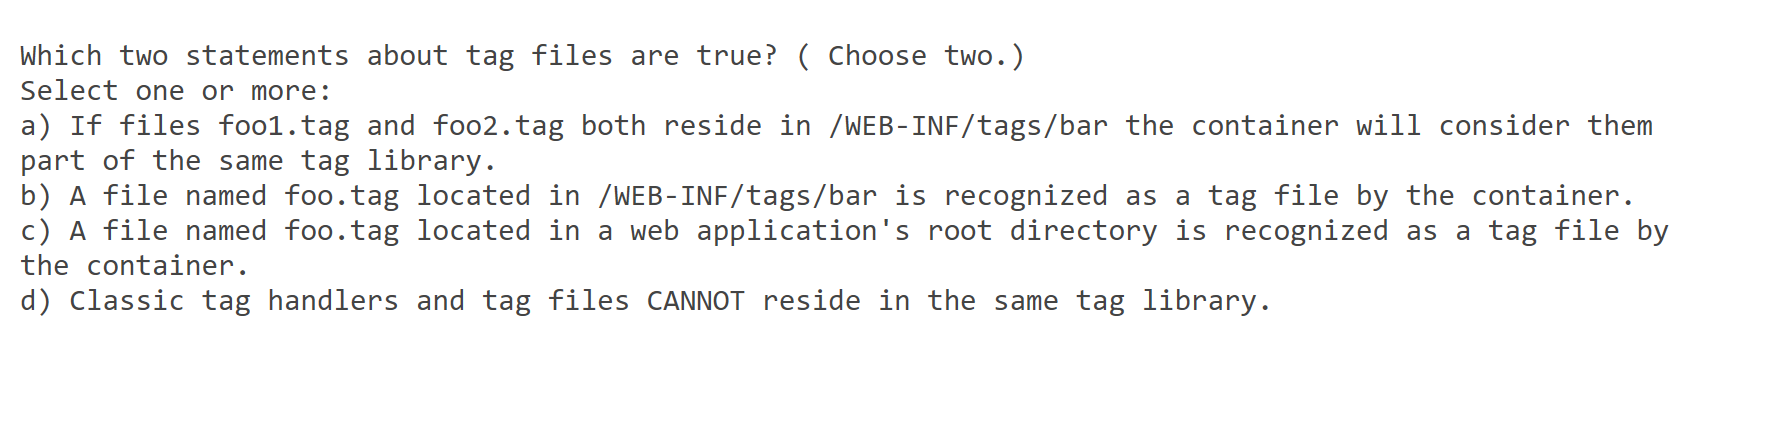 Which two statements about tag files are true? ( Choose two.)
Select one or more:
a) If files foo1.tag and foo2.tag both reside in /WEB-INF/tags/bar the container will consider them
part of the same tag library.
b) A file named foo.tag located in /WEB-INF/tags/bar is recognized as a tag file by the container.
c) A file named foo.tag located in a web application's root directory is recognized as a tag file by
the container.
d) Classic tag handlers and tag files CANNOT reside in the same tag library.